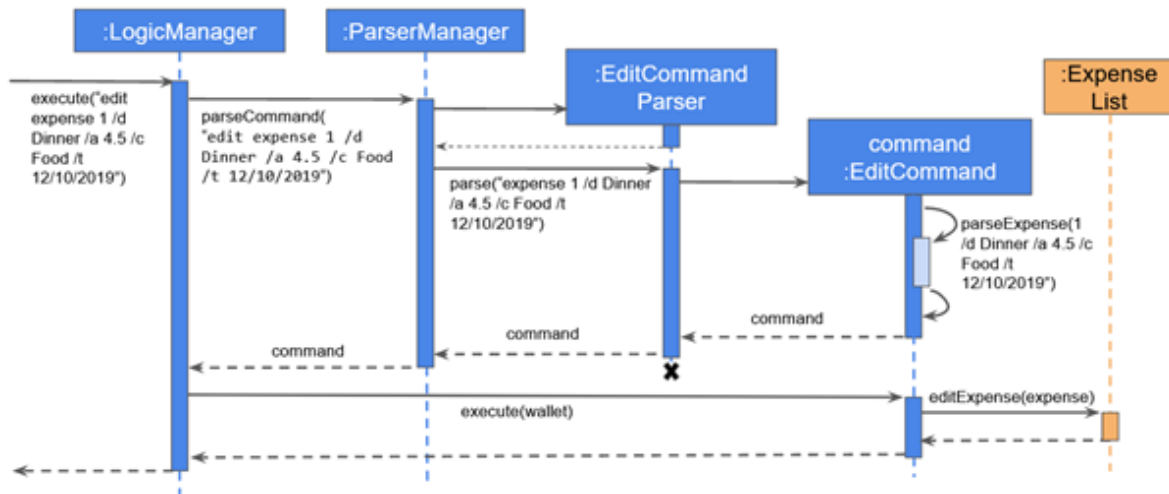 :LogicManager
:ParserManager
:EditCommand
Parser
:Expense
List
command
:EditCommand
execute("edit
expense 1 /d
Dinner /a 4.5 /c
Food /t
12/10/2019")
parseCommand(
"edit expense 1 /d
Dinner /a 4.5 /c Food
/t 12/10/2019")
parse("expense 1 /d Dinner
/a 4.5 /c Food /t
12/10/2019")
parseExpense(1
/d Dinner /a 4.5 /c
Food /t
12/10/2019")
command
command
command
execute(wallet)
editExpense(expense)